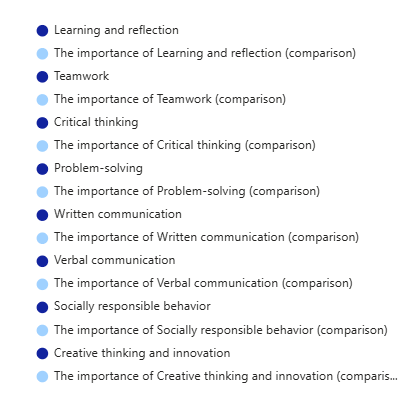 Learning and reflection
The importance of Learning and reflection (comparison)
Teamwork
The importance of Teamwork (comparison)
Critical thinking
The importance of Critical thinking (comparison)
Problem-solving
The importance of Problem-solving (comparison)
Written communication
The importance of Written communication (comparison)
Verbal communication
The importance of Verbal communication (comparison)
Socially responsible behavior
The importance of Socially responsible behavior (comparison)
Creative thinking and innovation
The importance of Creative thinking and innovation (comparis...